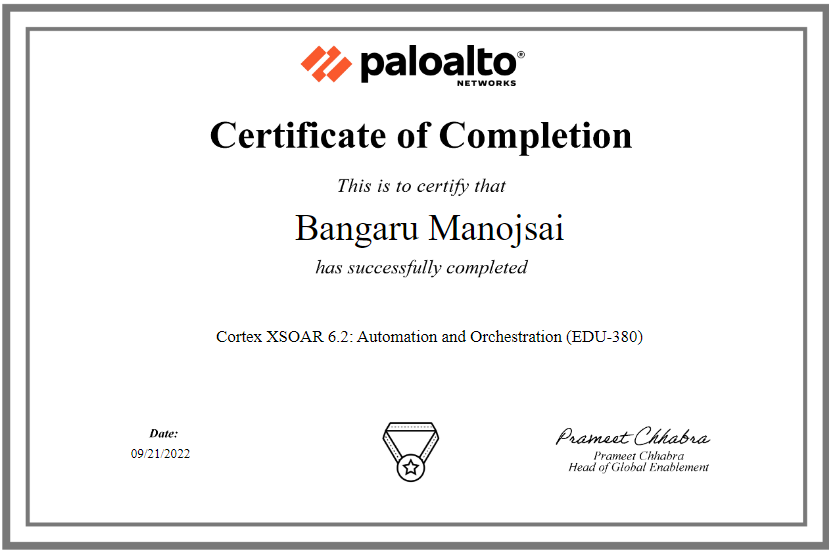 paloalto®
NETWORKS
Certificate of Completion
This is to certify that
Bangaru Manojsai
has successfully completed
Cortex XSOAR 6.2: Automation and Orchestration (EDU-380)
Date:
09/21/2022
Prameet Chhabra
Prameet Chhabra
Head of Global Enablement